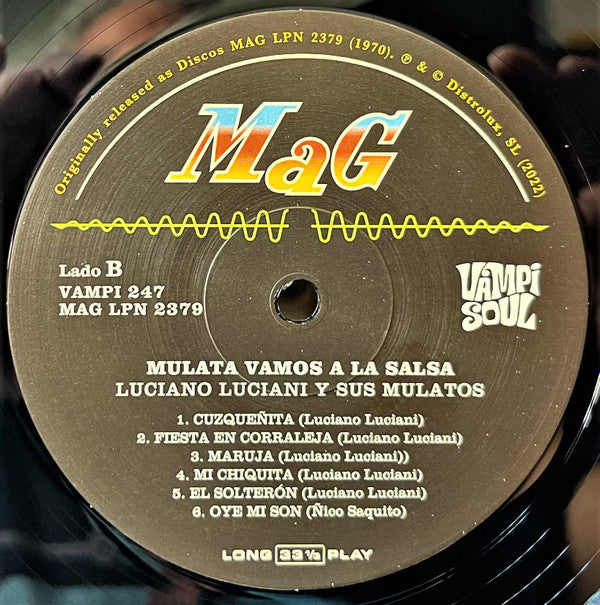 Originally released as Discos MAG LPN 2379 (1970). ℗ & © Distrolux, SL (2022)
MaG
Lado B
VAMPI 247
MAG LPN 2379
VAMPI
SOUL
MULATA VAMOS A LA SALSA
LUCIANO LUCIANI Y SUS MULATOS
1. CUZQUEÑITA (Luciano Luciani)
2. FIESTA EN CORRALEJA (Luciano Luciani)
3. MARUJA (Luciano Luciani))
4. MI CHIQUITA (Luciano Luciani)
5. EL SOLTERÓN (Luciano Luciani)
6. OYE MI SON (Ñico Saquito)
LONG 33 1/3 PLAY